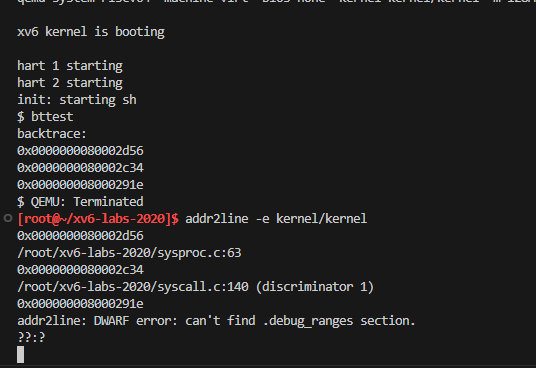 xv6 kernel is booting
hart 1 starting
hart 2 starting
init: starting sh
$ bttest
backtrace:
0x0000000080002d56
0x0000000080002c34
0x000000008000291e
$ QEMU: Terminated
[root@~/xv6-labs-2020]$ addr2line -e kernel/kernel
0x0000000080002d56
/root/xv6-labs-2020/sysproc.c:63
0x0000000080002c34
/root/xv6-labs-2020/syscall.c:140 (discriminator 1)
0x000000008000291e
addr2line: DWARF error: can't find .debug_ranges section.
??:?